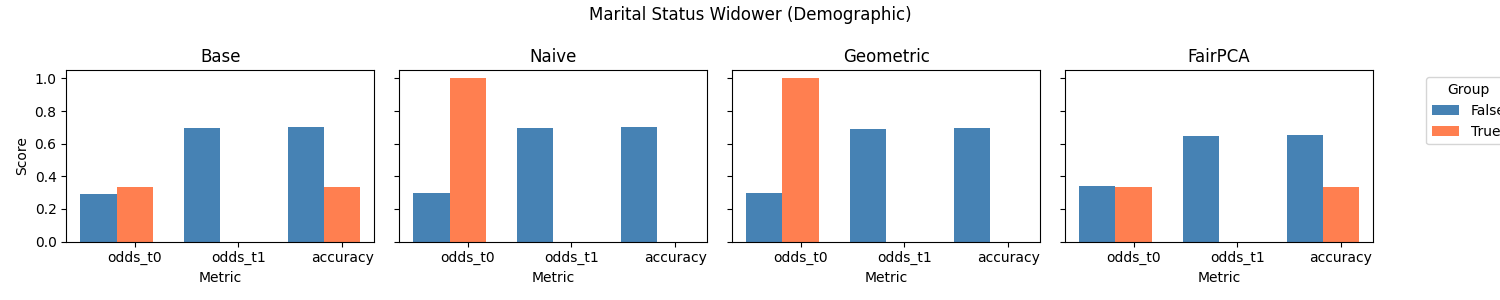 Marital Status Widower (Demographic)
Base
Naive
Geometric
FairPCA
Score
1.0
0.8
0.6
0.4
0.2
0.0
odds_t0 odds_t1 accuracy
Metric
odds_t0 odds_t1 accuracy
Metric
odds_t0 odds_t1 accuracy
Metric
odds_t0 odds_t1 accuracy
Metric
Group
False
True